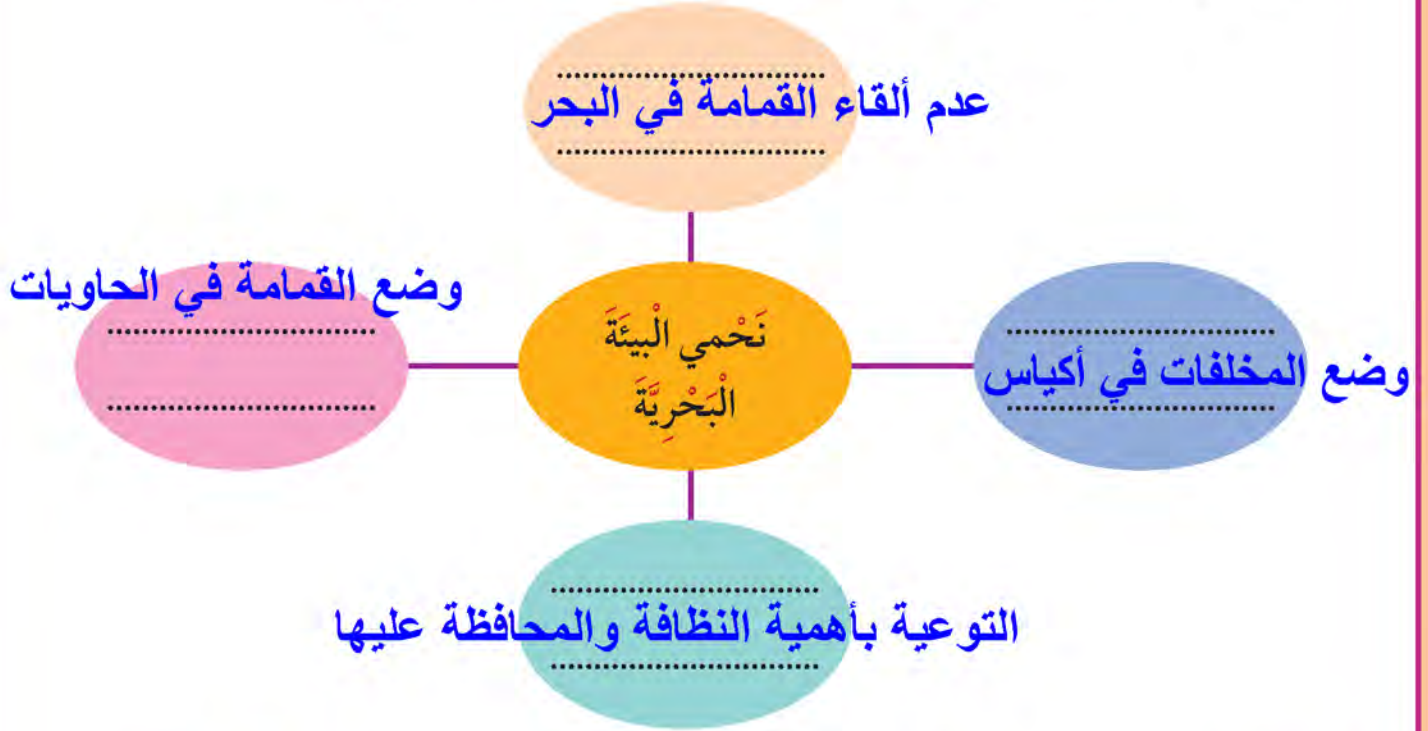 عدم ألقاء القمامة في البحر
وضع المخلفات في أكياس
نَحْمي الْبيئَةَ
الْبَحْرِيَّةَ
وضع القمامة في الحاويات
التوعية بأهمية النظافة والمحافظة عليها